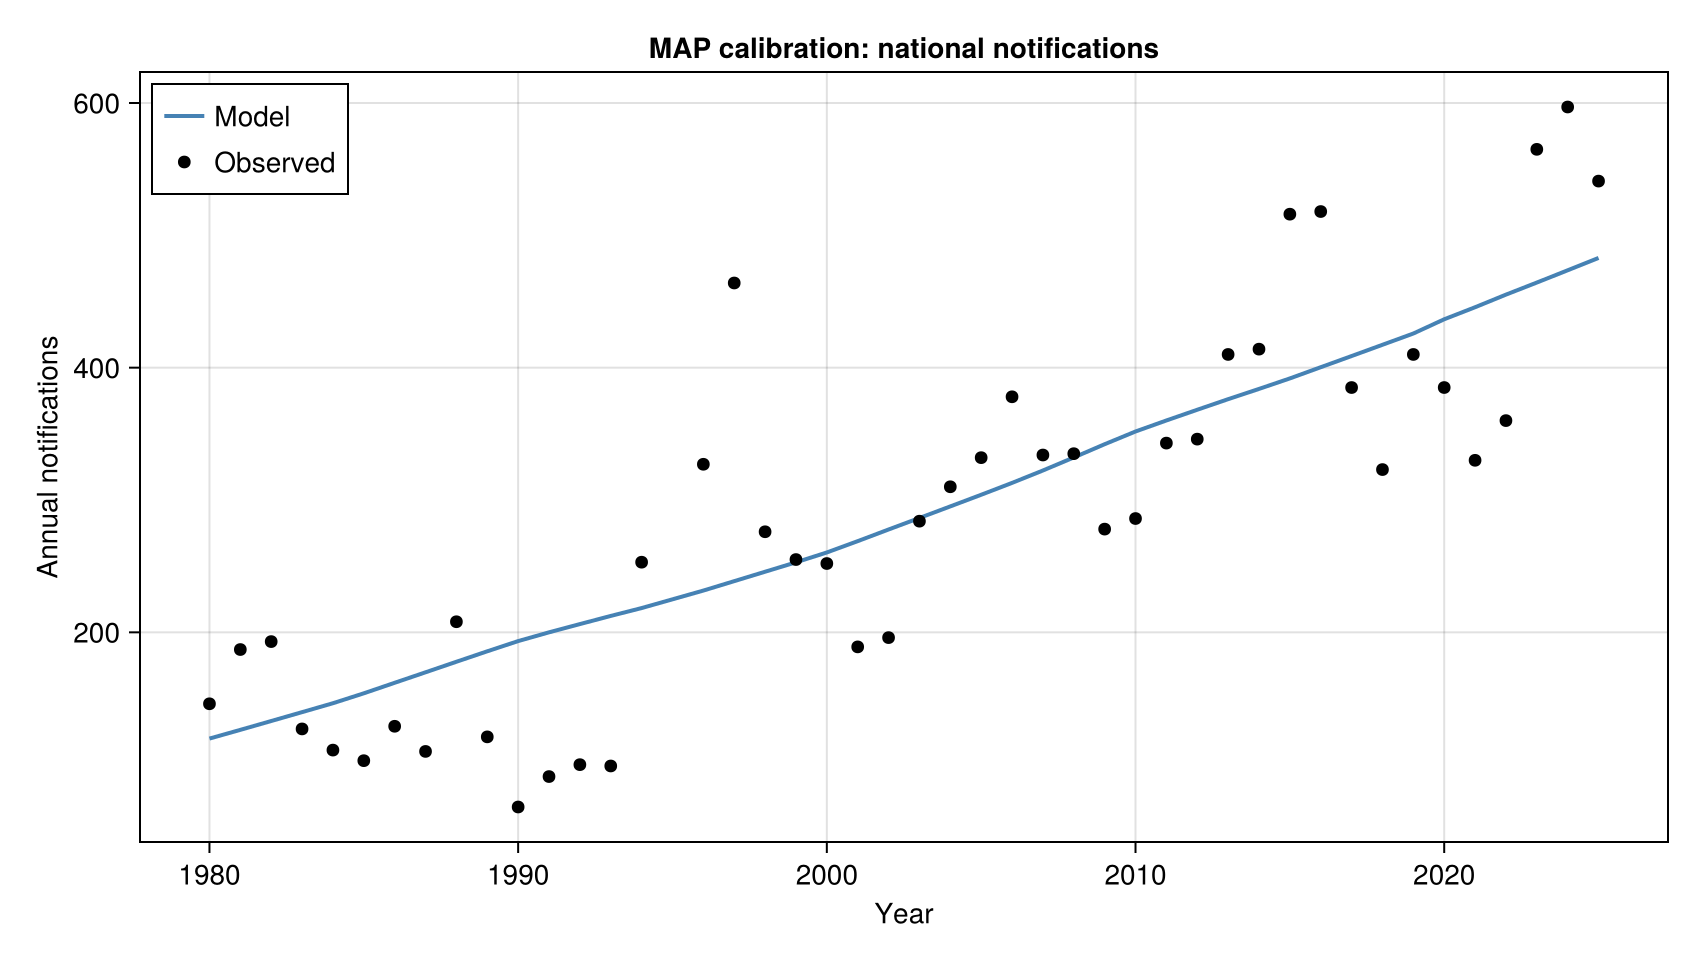 MAP calibration: national notifications
Model
Observed
600
400
200
Annual notifications
1980 1990 2000 2010 2020
Year